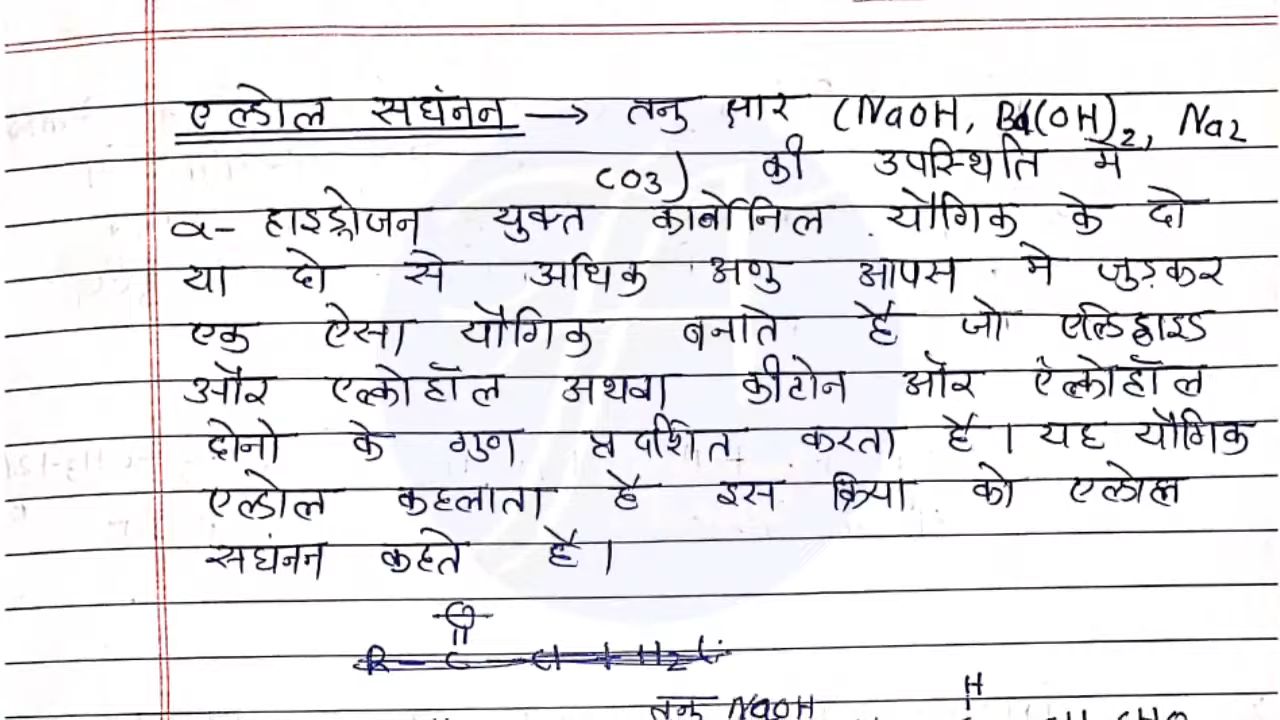 एल्डोल सघंनन → तनु क्षार (NaOH, Ba(OH)2, Na2
CO3) की उपस्थिति मे
α- हाइड्रोजन युक्त कार्बोनिल यौगिक के दो
या दो से अधिक अणु आपस मे जुड़कर
एक ऐसा यौगिक बनाते है जो एल्डिहाइड
और एल्कोहॉल अथवा कीटोन और ऐल्कोहॉल
दोनो के गुण प्रदर्शित करता है। यह यौगिक
एल्डोल कहलाता है इस क्रिया को एल्डोल
सघंनन कहते है।
O
R - C - H + H2
तनु NaOH H